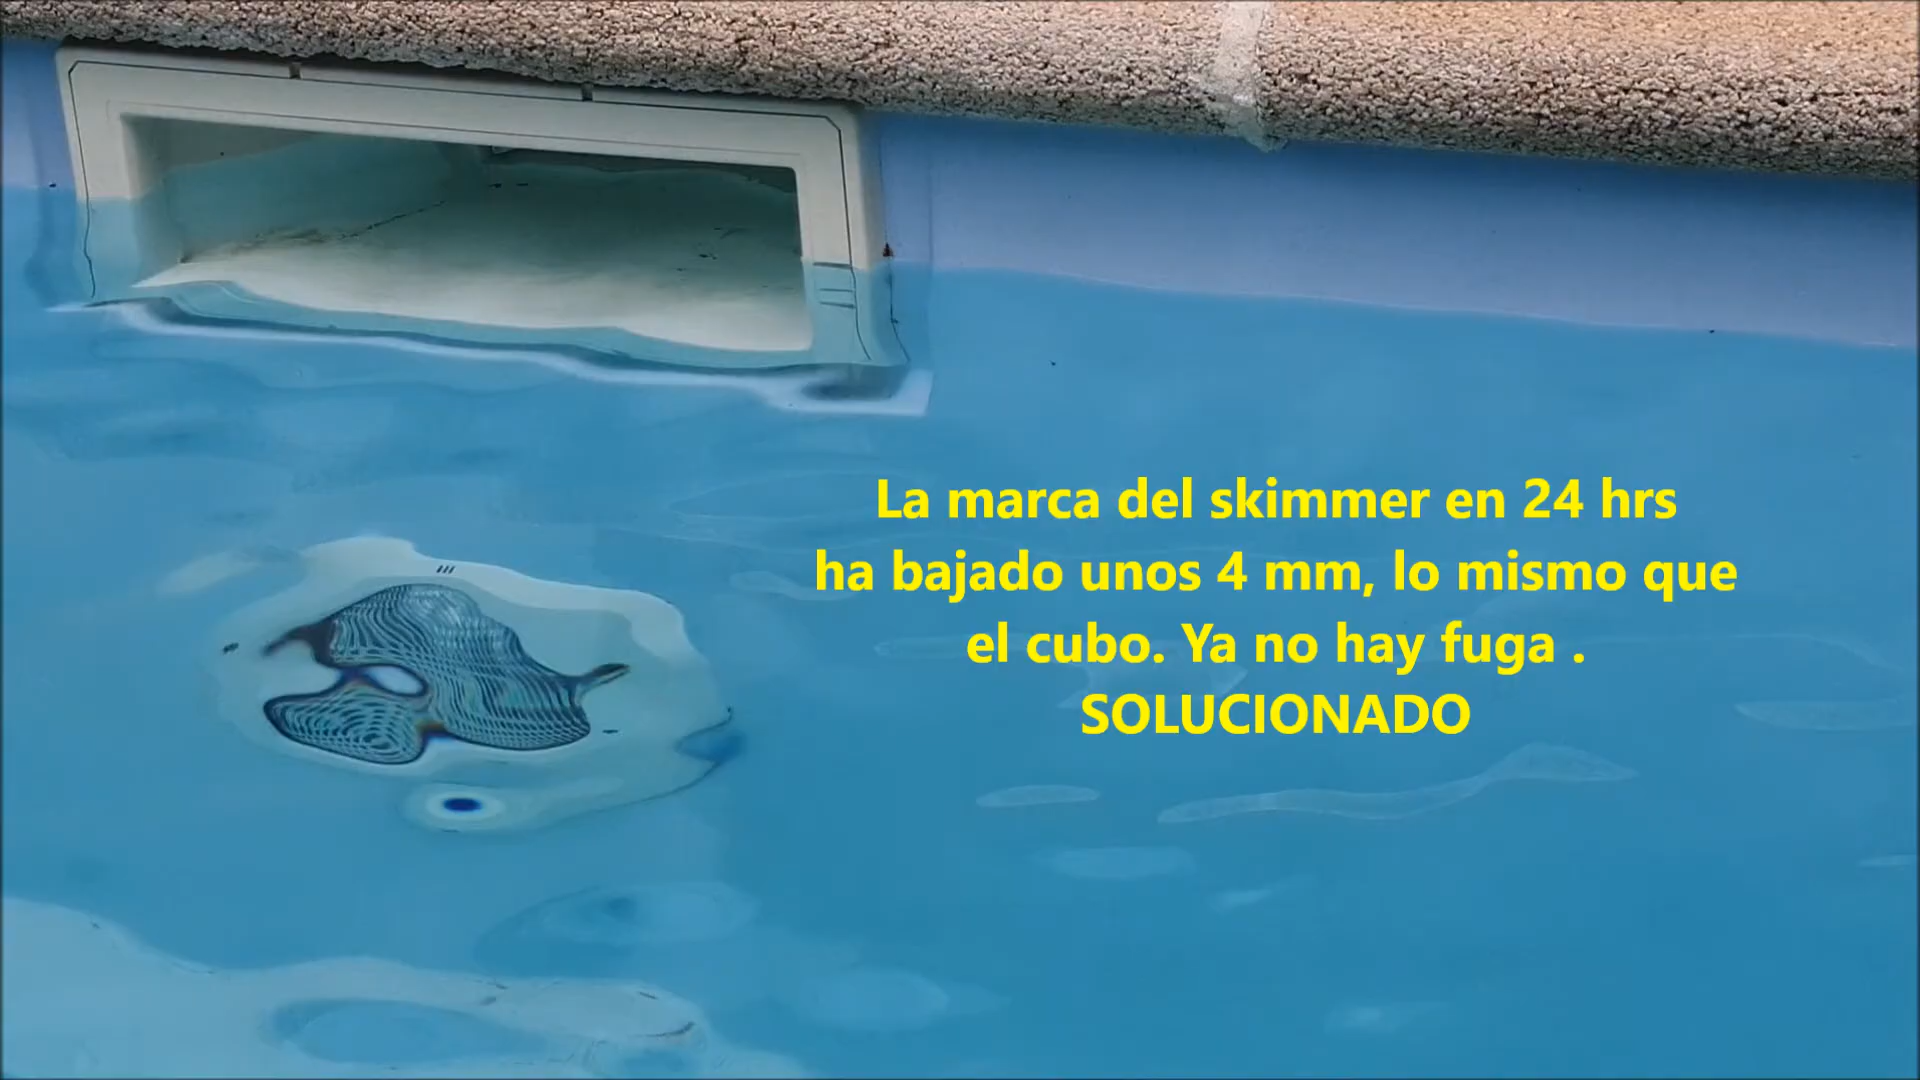 La marca del skimmer en 24 hrs
ha bajado unos 4 mm, lo mismo que
el cubo. Ya no hay fuga .
SOLUCIONADO